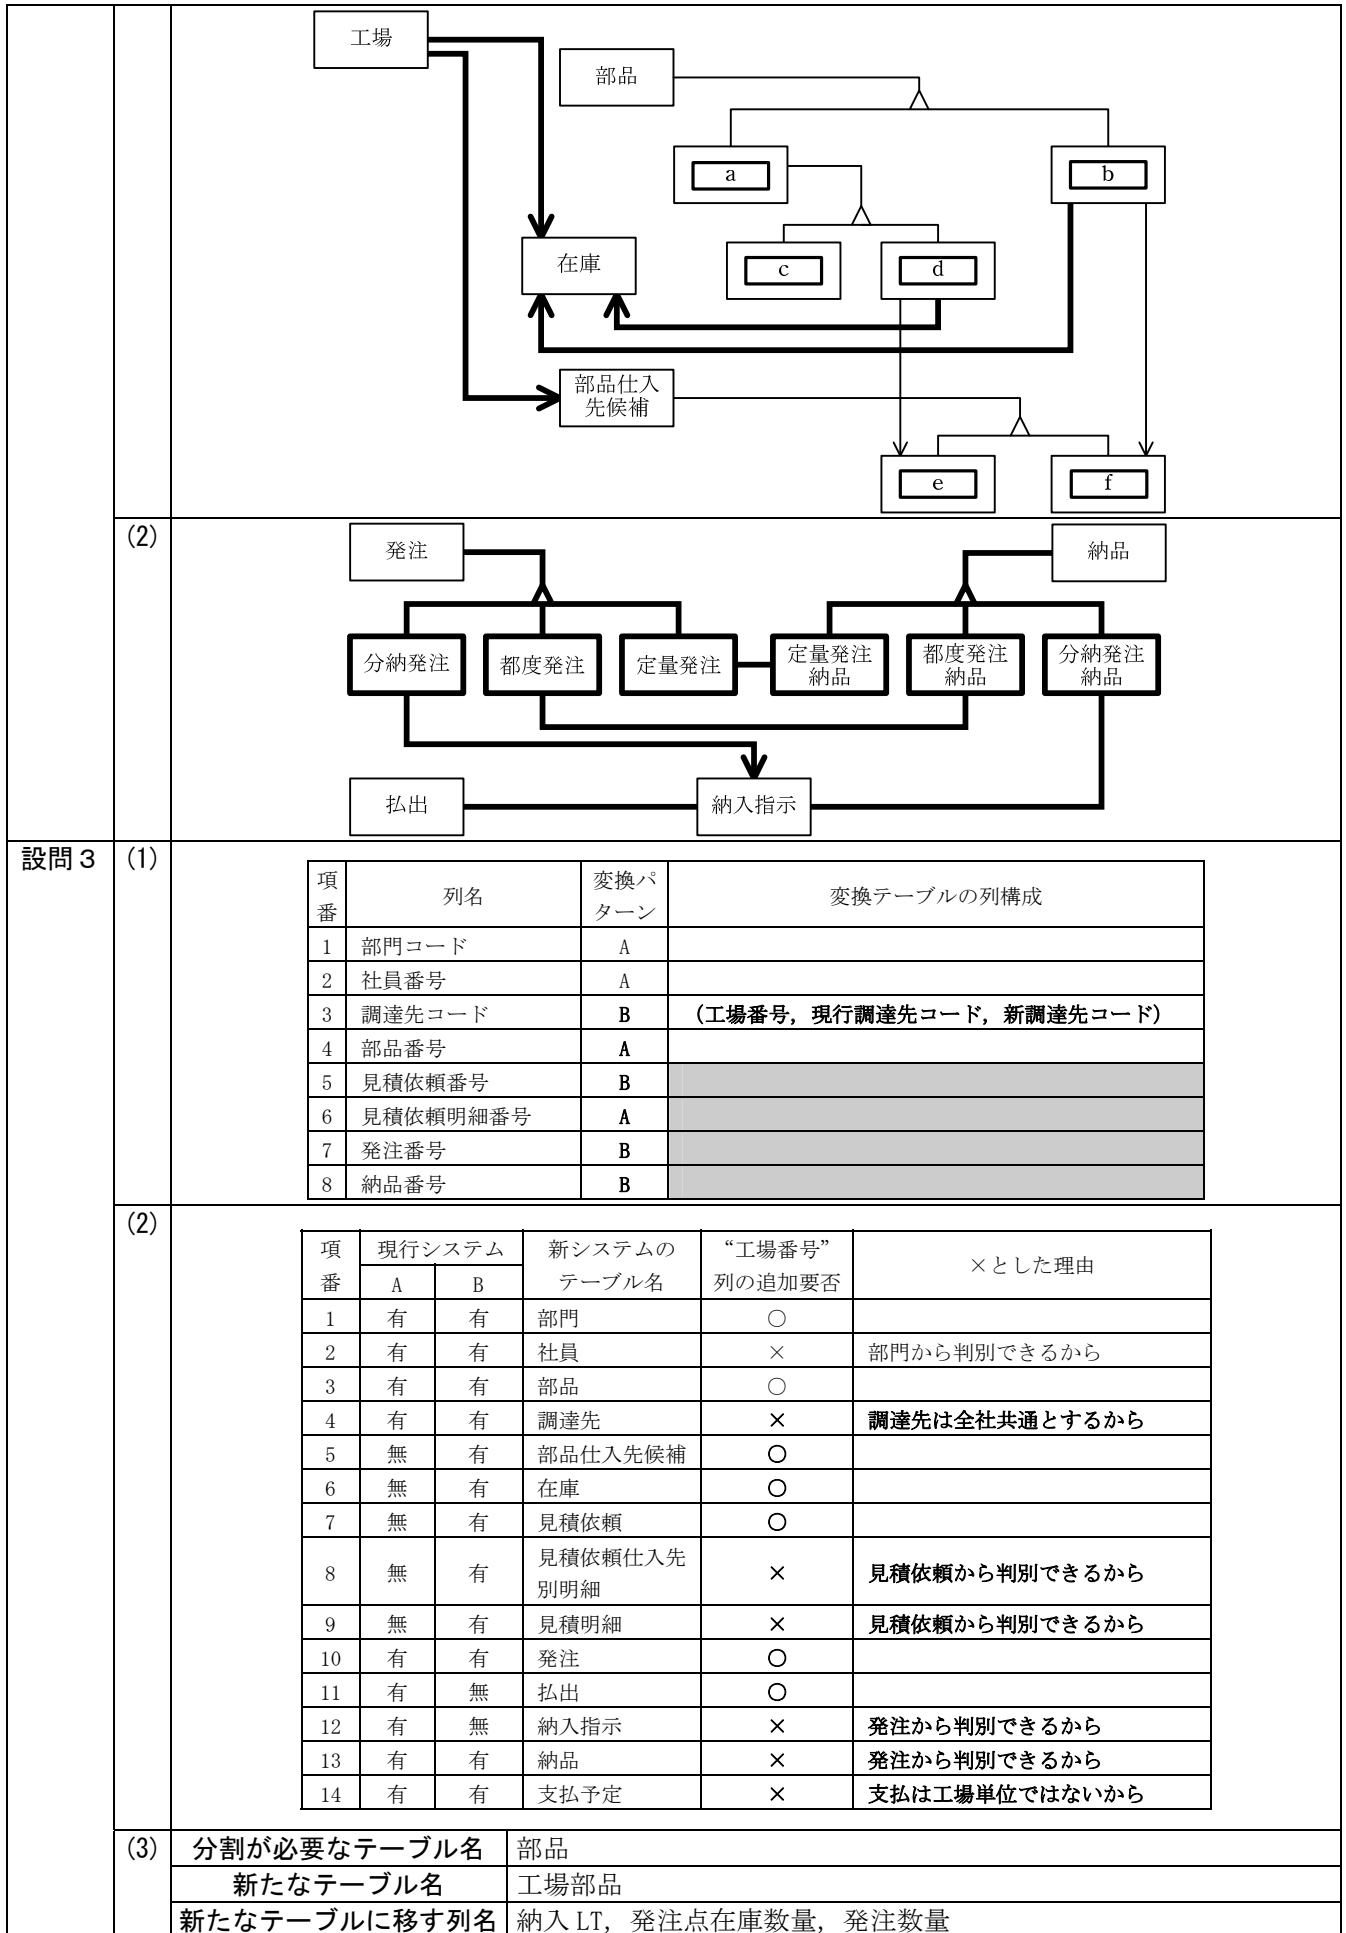 工場
部品
a
b
在庫
c
d
部品仕入
先候補
e
f
(2)
発注
納品
分納発注
都度発注
定量発注
定量発注
納品
都度発注
納品
分納発注
納品
払出
納入指示
設問3 (1)
項番 列名 変換パターン 変換テーブルの列構成
1 部門コード A
2 社員番号 A
3 調達先コード B (工場番号，現行調達先コード，新調達先コード)
4 部品番号 A
5 見積依頼番号 B
6 見積依頼明細番号 A
7 発注番号 B
8 納品番号 B
(2)
項番 現行システム 新システムのテーブル名 “工場番号”列の追加要否 ×とした理由
A B
1 有 有 部門 ○
2 有 有 社員 × 部門から判別できるから
3 有 有 部品 ○
4 有 有 調達先 × 調達先は全社共通とするから
5 無 有 部品仕入先候補 ○
6 無 有 在庫 ○
7 無 有 見積依頼 ○
8 無 有 見積依頼仕入先別明細 × 見積依頼から判別できるから
9 無 有 見積明細 × 見積依頼から判別できるから
10 有 有 発注 ○
11 有 無 払出 ○
12 有 無 納入指示 × 発注から判別できるから
13 有 有 納品 × 発注から判別できるから
14 有 有 支払予定 × 支払は工場単位ではないから
(3) 分割が必要なテーブル名 部品
新たなテーブル名 工場部品
新たなテーブルに移す列名 納入 LT，発注点在庫数量，発注数量